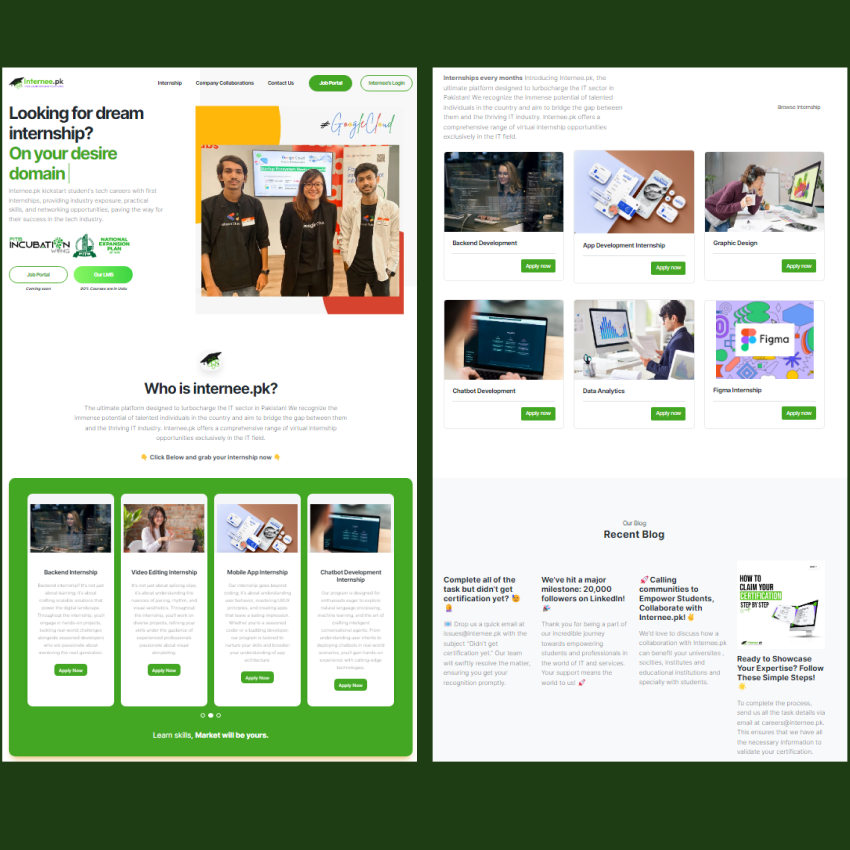 internee.pk
Internship
Company Collaborations
Contact Us
Job Portal
Internee's Login
Looking for dream
internship?
On your desire
domain
Internee.pk kickstart student's tech careers with first
internships, providing industry exposure, practical
skills, and networking opportunities, paving the way for
their success in the tech industry.
PITB
INCUBATION
WING
NATIONAL
EXPANSION
PLAN
Job Portal
Our LMS
Coming soon
80% Courses are in Urdu
#GoogleCloud
Who is internee.pk?
The ultimate platform designed to turbocharge the IT sector in Pakistan! We recognize the
immense potential of talented individuals in the country and aim to bridge the gap between them
and the thriving IT industry. Internee.pk offers a comprehensive range of virtual internship
opportunities exclusively in the IT field.
👇 Click Below and grab your internship now 👇
Backend Internship
Backend internship? It's not just
about learning, it's about
crafting scalable solutions that
power the digital landscape.
Throughout the internship, you'll
engage in hands-on projects,
tackling real-world challenges
alongside seasoned developers
who are passionate about
mentoring the next generation.
Apply Now
Video Editing Internship
It's not just about splicing clips;
it's about understanding the
nuances of pacing, rhythm, and
visual aesthetics. Throughout
the internship, you'll work on
diverse projects, refining your
skills under the guidance of
experienced professionals
passionate about visual
storytelling.
Apply Now
Mobile App Internship
Our internship goes beyond
coding; it's about understanding
user behavior, mastering UI/UX
principles, and creating apps
that leave a lasting impression.
Whether you're a seasoned
coder or a budding developer,
our program is tailored to
nurture your skills and broaden
your understanding of app
architecture.
Apply Now
Chatbot Development
Internship
Our program is designed for
enthusiasts eager to explore
natural language processing,
machine learning, and the art of
crafting intelligent
conversational agents. From
understanding user intents to
deploying chatbots in real-world
scenarios, you'll gain hands-on
experience with cutting-edge
technologies.
Apply Now
Learn skills, Market will be yours.
Internships every months Introducing Internee.pk, the
ultimate platform designed to turbocharge the IT sector in
Pakistan! We recognize the immense potential of talented
individuals in the country and aim to bridge the gap between
them and the thriving IT industry. Internee.pk offers a
comprehensive range of virtual internship opportunities
exclusively in the IT field.
Browse Internship
Backend Development
Apply now
App Development Internship
Apply now
Graphic Design
Apply now
Chatbot Development
Apply now
Data Analytics
Apply now
Figma
Figma Internship
Apply now
Our Blog
Recent Blog
Complete all of the
task but didn't get
certification yet?
📧 Drop us a quick email at
issues@internee.pk with the
subject "Didn't get
certification yet." Our team
will swiftly resolve the matter,
ensuring you get your
recognition promptly.
We've hit a major
milestone: 20,000
followers on LinkedIn!
🎉
Thank you for being a part of
our incredible journey
towards empowering
students and professionals in
the world of IT and services.
Your support means the
world to us! 🚀
🚀 Calling
communities to
Empower Students,
Collaborate with
Internee.pk! ✌
We'd love to discuss how a
collaboration with Internee.pk
can benefit your universities ,
socities, institutes and
educational institutions and
specially with students.
HOW TO
CLAIM YOUR
CERTIFICATION
STEP BY STEP
Ready to Showcase
Your Expertise? Follow
These Simple Steps!
To complete the process,
send us all the task details via
email at careers@internee.pk.
This ensures that we have all
the necessary information to
validate your certification.